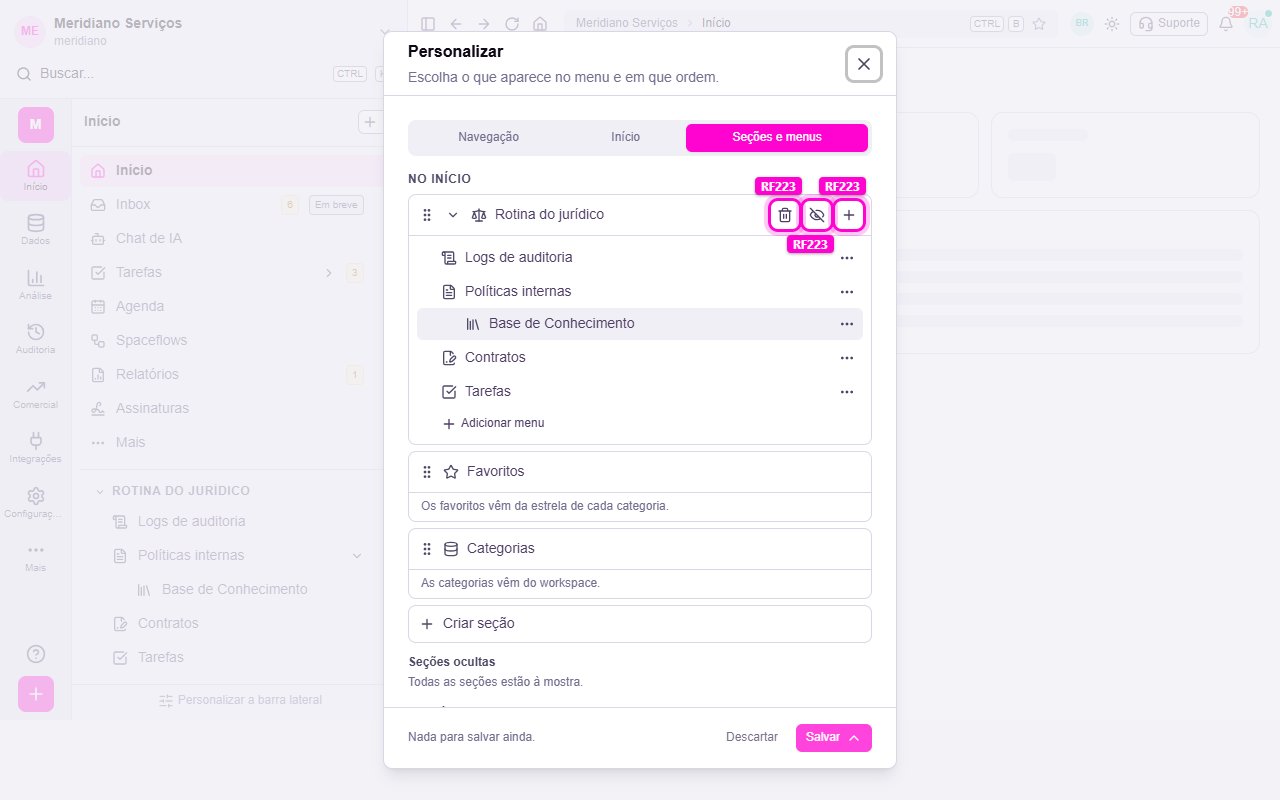 ME
Meridiano Serviços
meridiano
Buscar...
CTRL
Meridiano Serviços
Início
CTRL
B
BR
Suporte
99+
RA
M
Início
Dados
Análise
Auditoria
Comercial
Integrações
Configuraç...
Mais
Início
Início
Inbox
6
Em breve
Chat de IA
Tarefas
3
Agenda
Spaceflows
Relatórios
1
Assinaturas
Mais
ROTINA DO JURÍDICO
Logs de auditoria
Políticas internas
Base de Conhecimento
Contratos
Tarefas
Personalizar a barra lateral
Personalizar
Escolha o que aparece no menu e em que ordem.
Navegação
Início
Seções e menus
NO INÍCIO
RF223
RF223
Rotina do jurídico
RF223
Logs de auditoria
Políticas internas
Base de Conhecimento
Contratos
Tarefas
Adicionar menu
Favoritos
Os favoritos vêm da estrela de cada categoria.
Categorias
As categorias vêm do workspace.
Criar seção
Seções ocultas
Todas as seções estão à mostra.
Nada para salvar ainda.
Descartar
Salvar